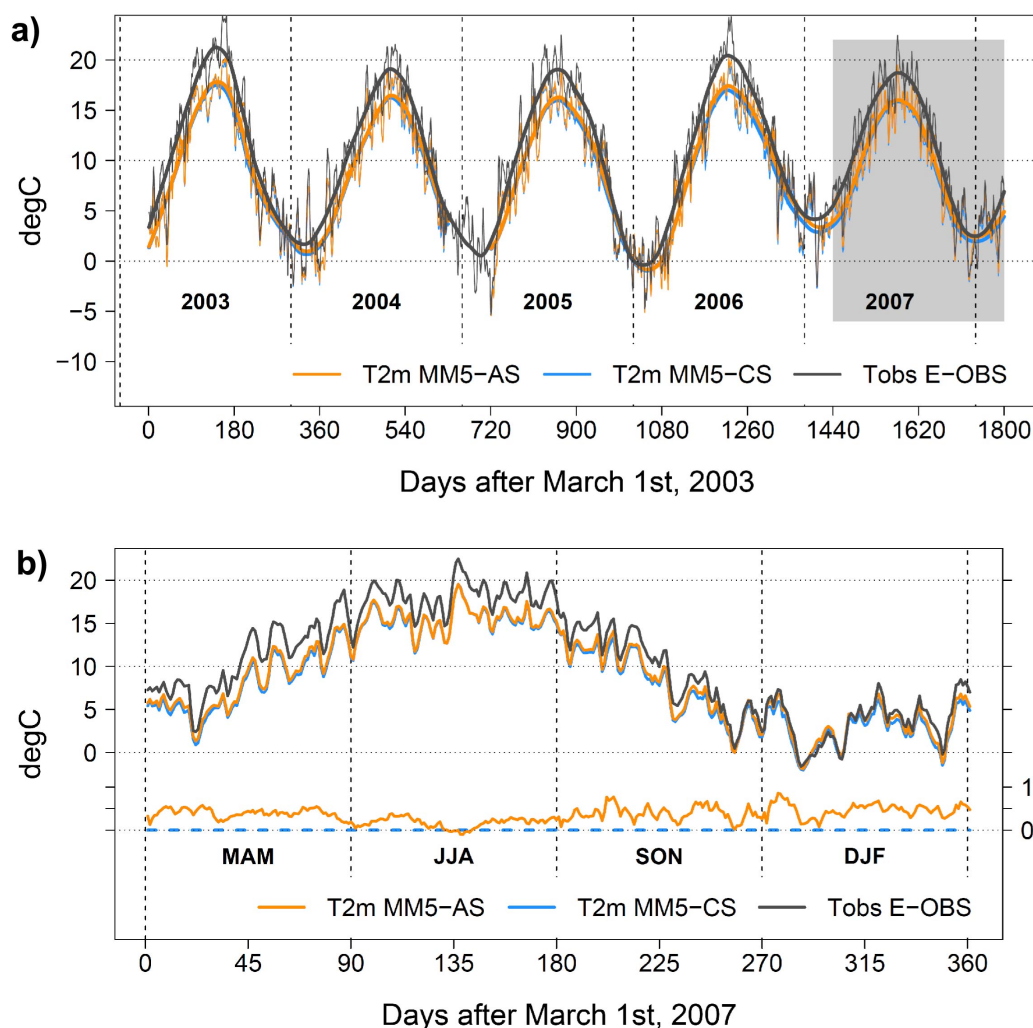 a)
20
10
5
0
−5
−10
degC
2003
2004
2005
2006
2007
T2m MM5−AS
T2m MM5−CS
Tobs E−OBS
0
180
360
540
720
900
1080
1260
1440
1620
1800
Days after March 1st, 2003
b)
20
15
10
5
0
degC
1
0
MAM
JJA
SON
DJF
T2m MM5−AS
T2m MM5−CS
Tobs E−OBS
0
45
90
135
180
225
270
315
360
Days after March 1st, 2007